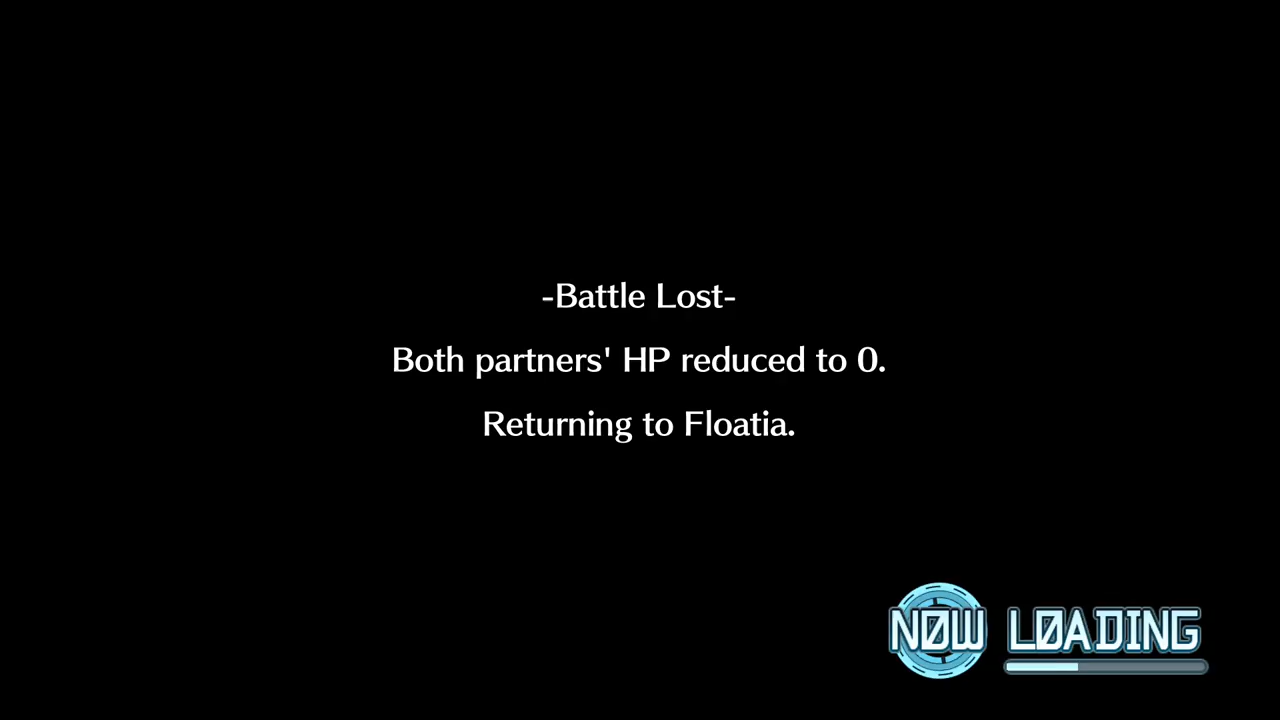 -Battle Lost-
Both partners' HP reduced to 0.
Returning to Floatia.
NOW LOADING